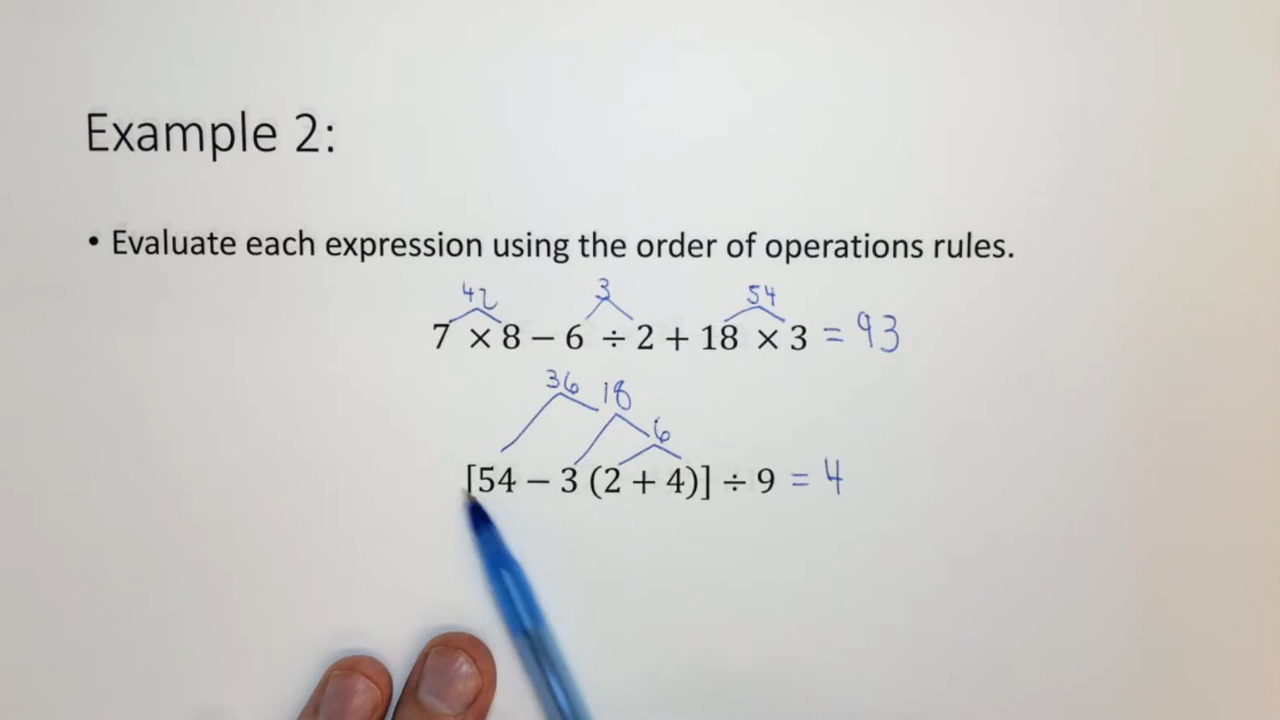 Example 2:
• Evaluate each expression using the order of operations rules.
42 3 54
7 × 8 − 6 ÷ 2 + 18 × 3 = 93
36 18
6
[54 − 3 (2 + 4)] ÷ 9 = 4